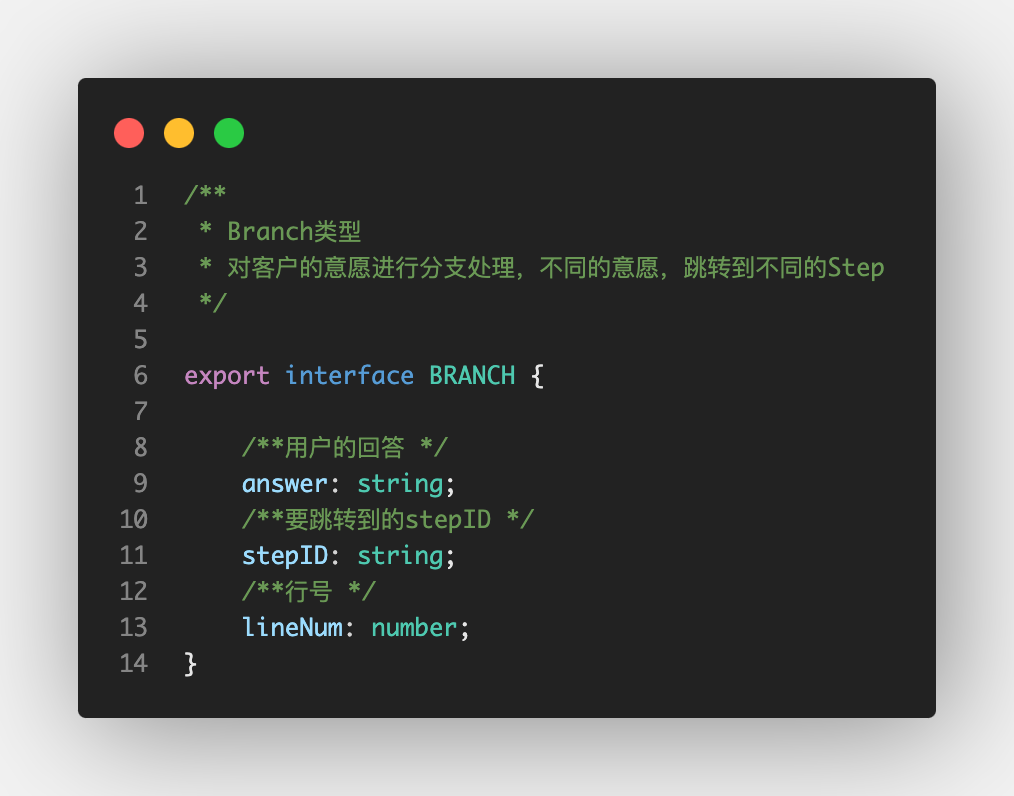 1 /**
2  * Branch类型
3  * 对客户的意愿进行分支处理，不同的意愿，跳转到不同的Step
4  */
5
6 export interface BRANCH {
7
8     /**用户的回答 */
9     answer: string;
10     /**要跳转到的stepID */
11     stepID: string;
12     /**行号 */
13     lineNum: number;
14 }